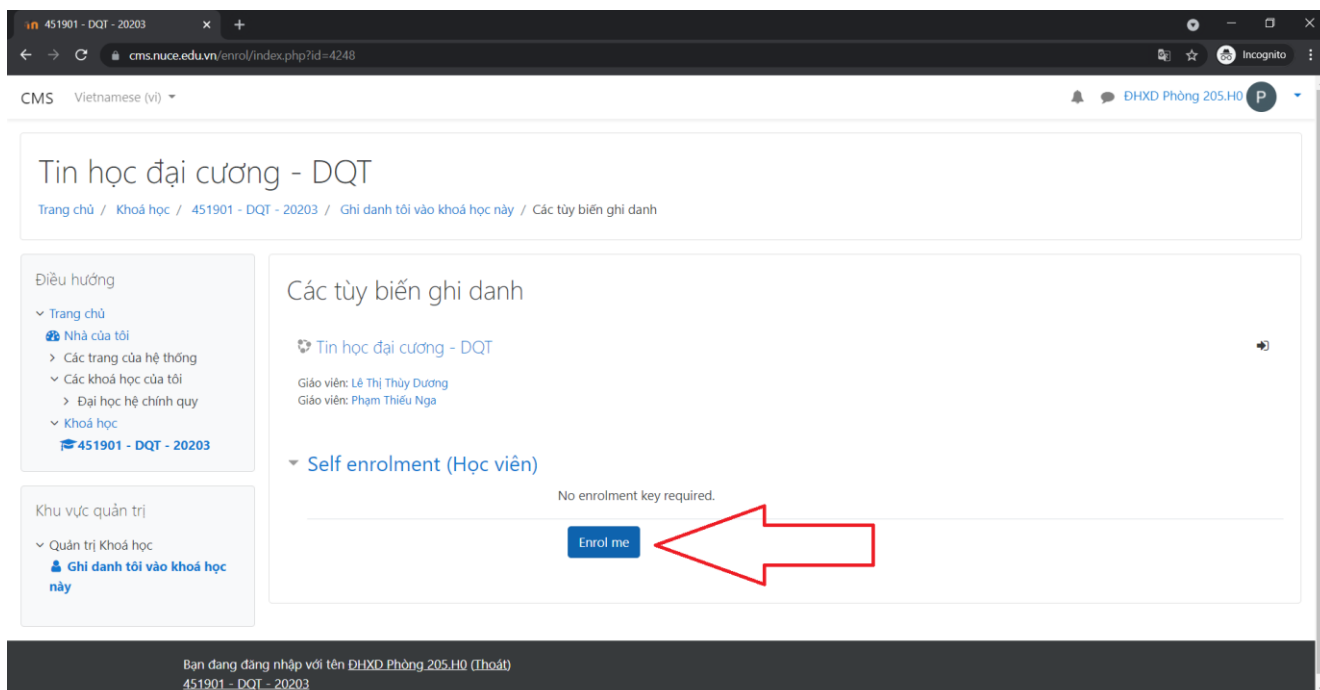 451901 - DQT - 20203
cms.nuce.edu.vn/enrol/index.php?id=4248
Incognito
CMS Vietnamese (vi)
ĐHXD Phòng 205.H0 P
Tin học đại cương - DQT
Trang chủ / Khoá học / 451901 - DQT - 20203 / Ghi danh tôi vào khoá học này / Các tùy biến ghi danh
Điều hướng
Trang chủ
Nhà của tôi
Các trang của hệ thống
Các khoá học của tôi
Đại học hệ chính quy
Khoá học
451901 - DQT - 20203
Khu vực quản trị
Quản trị Khoá học
Ghi danh tôi vào khoá học
này
Các tùy biến ghi danh
Tin học đại cương - DQT
Giáo viên: Lê Thị Thùy Dương
Giáo viên: Phạm Thiếu Nga
Self enrolment (Học viên)
No enrolment key required.
Enrol me
Bạn đang đăng nhập với tên ĐHXD Phòng 205.H0 (Thoát)
451901 - DQT - 20203